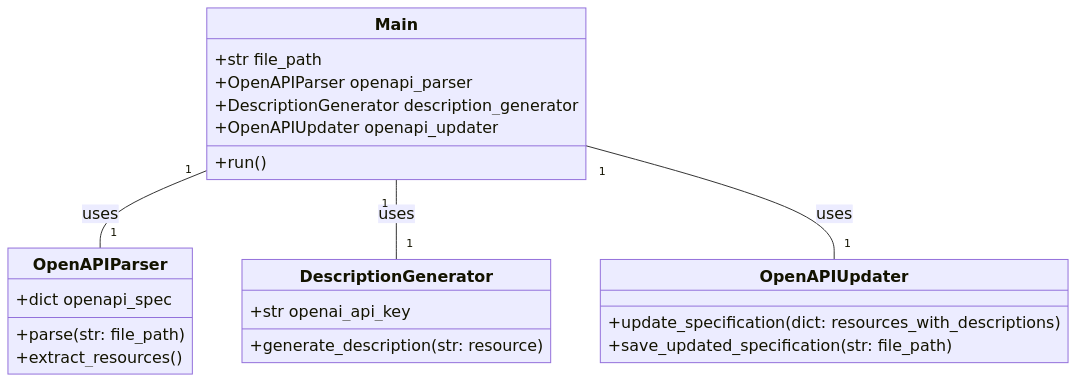 Main
+str file_path
+OpenAPIParser openapi_parser
+DescriptionGenerator description_generator
+OpenAPIUpdater openapi_updater
+run()
1
1
1
uses
uses
uses
1
1
1
OpenAPIParser
+dict openapi_spec
+parse(str: file_path)
+extract_resources()
DescriptionGenerator
+str openai_api_key
+generate_description(str: resource)
OpenAPIUpdater
+update_specification(dict: resources_with_descriptions)
+save_updated_specification(str: file_path)